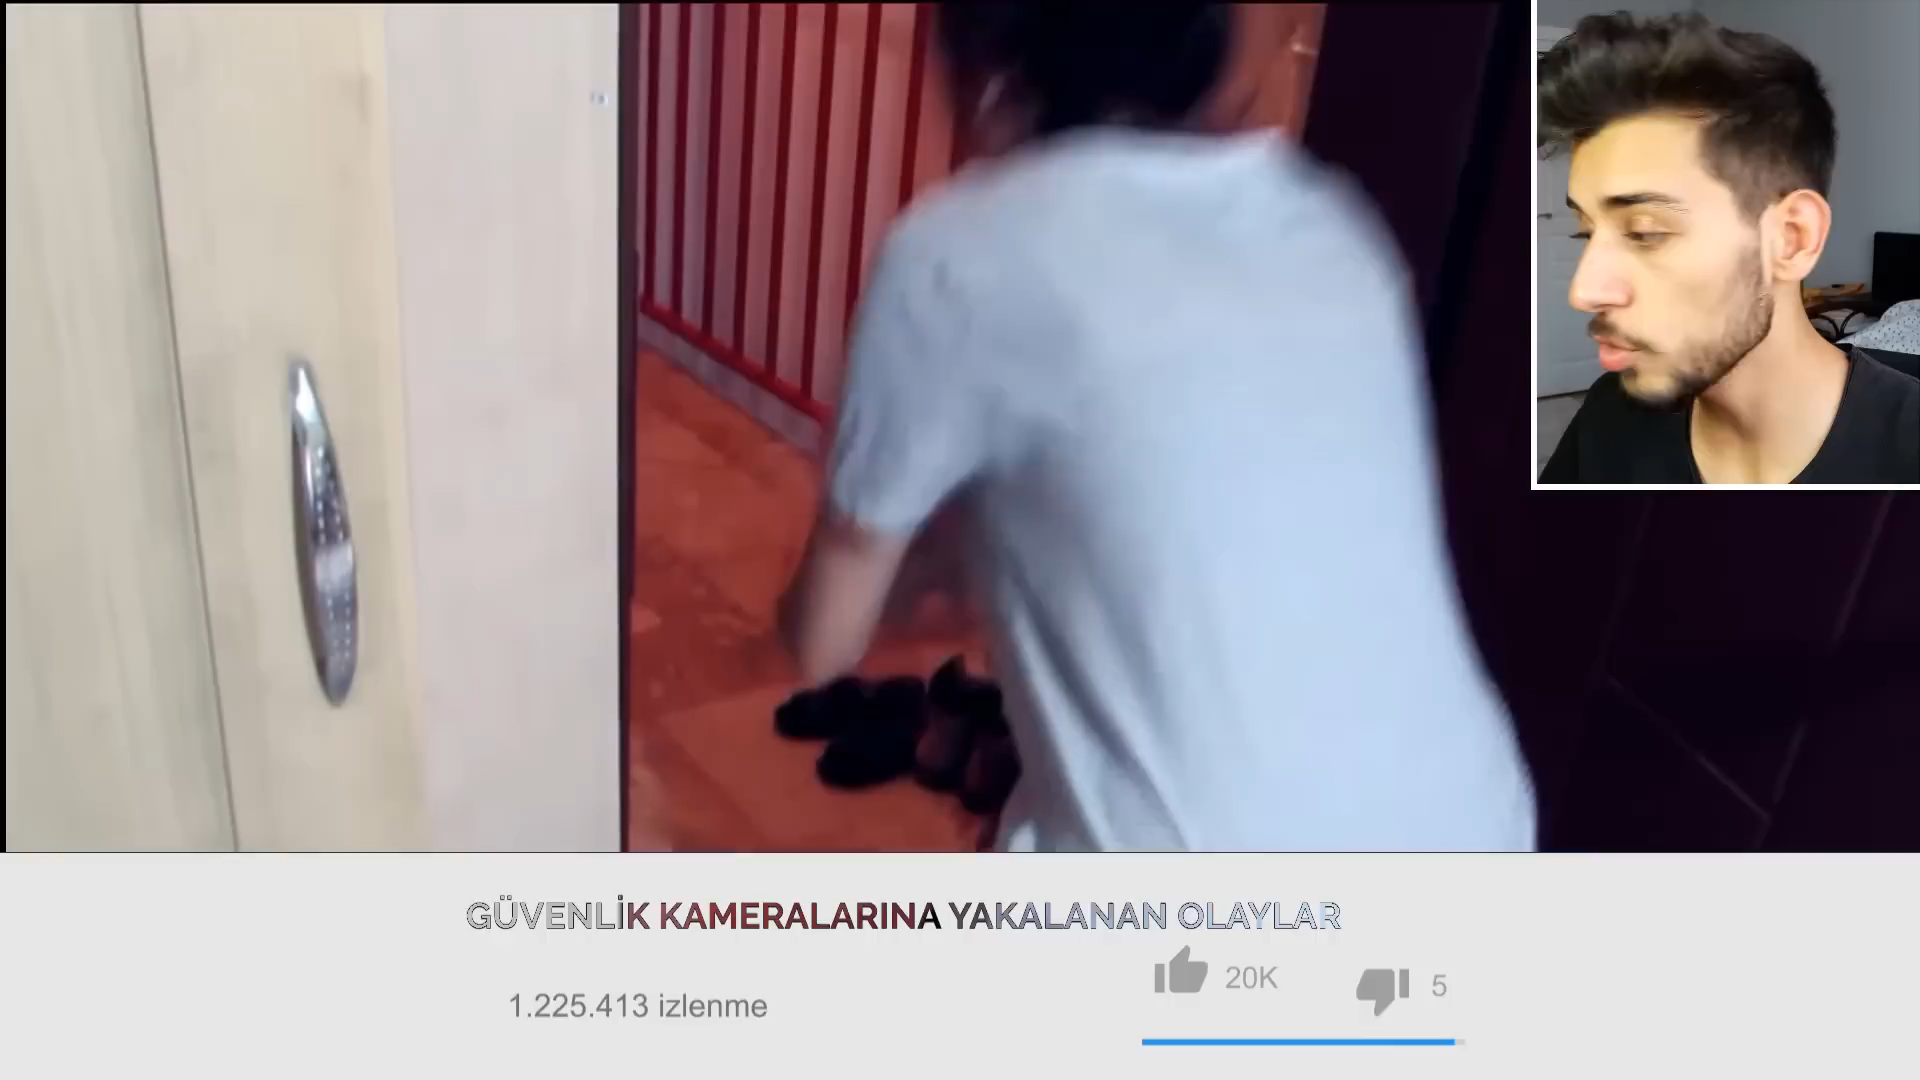 GÜVENLİK KAMERALARINA YAKALANAN OLAYLAR
20K
5
1.225.413 izlenme